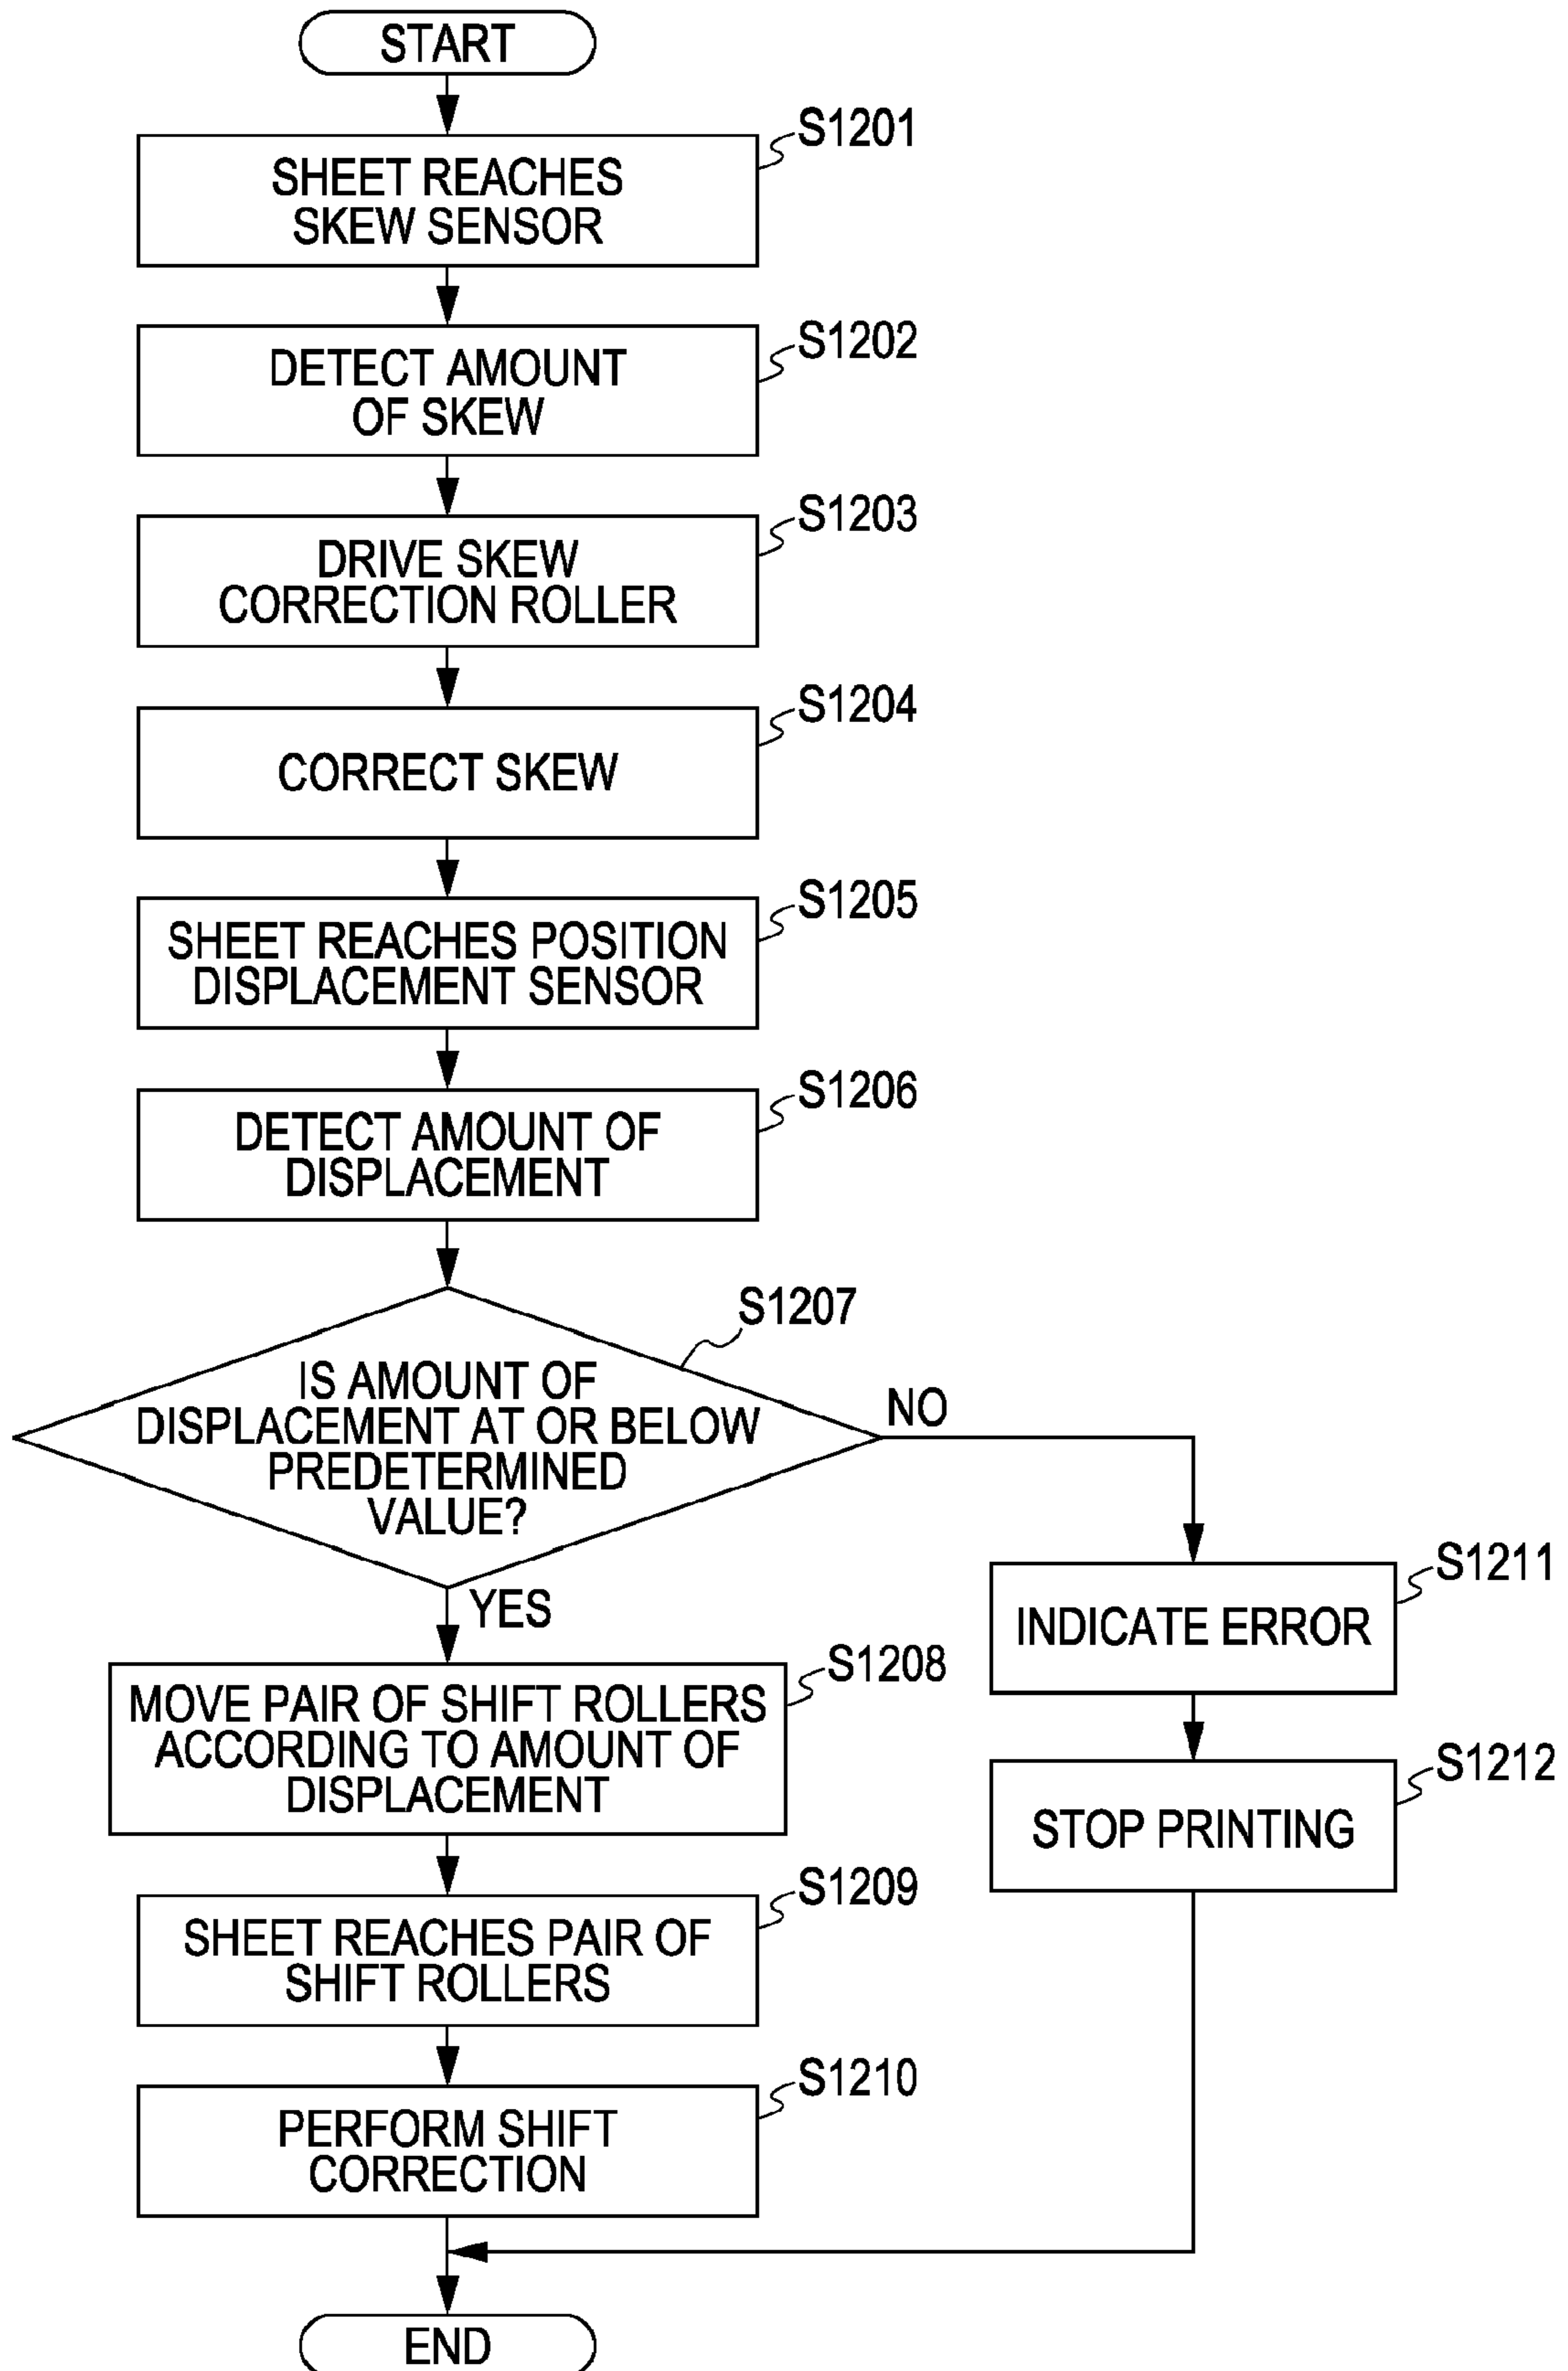 START
S1201
SHEET REACHES
SKEW SENSOR
S1202
DETECT AMOUNT
OF SKEW
S1203
DRIVE SKEW
CORRECTION ROLLER
S1204
CORRECT SKEW
S1205
SHEET REACHES POSITION
DISPLACEMENT SENSOR
S1206
DETECT AMOUNT OF
DISPLACEMENT
S1207
IS AMOUNT OF
DISPLACEMENT AT OR BELOW
PREDETERMINED
VALUE?
NO
YES
S1208
MOVE PAIR OF SHIFT ROLLERS
ACCORDING TO AMOUNT OF
DISPLACEMENT
S1209
SHEET REACHES PAIR OF
SHIFT ROLLERS
S1210
PERFORM SHIFT
CORRECTION
S1211
INDICATE ERROR
S1212
STOP PRINTING
END